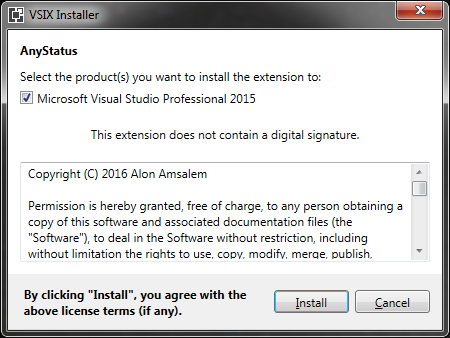 VSIX Installer
AnyStatus
Select the product(s) you want to install the extension to:
Microsoft Visual Studio Professional 2015
This extension does not contain a digital signature.
Copyright (C) 2016 Alon Amsalem
Permission is hereby granted, free of charge, to any person obtaining a
copy of this software and associated documentation files (the
"Software"), to deal in the Software without restriction, including
without limitation the rights to use, copy, modify, merge, publish,
By clicking "Install", you agree with the
above license terms (if any).
Install
Cancel